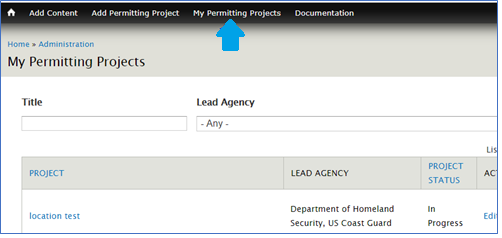 Add Content Add Permitting Project My Permitting Projects Documentation
Home » Administration
My Permitting Projects
Title Lead Agency
- Any -
Lis
PROJECT LEAD AGENCY PROJECT STATUS ACT
location test Department of Homeland Security, US Coast Guard In Progress Edi